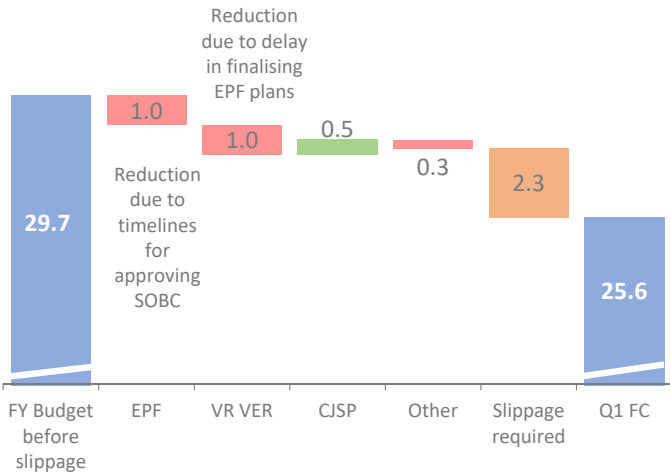 Reduction
due to delay
in finalising
EPF plans
1.0
1.0
0.5
0.3
2.3
Reduction
due to
timelines
for
approving
SOBC
29.7
25.6
FY Budget
before
slippage
EPF
VR VER
CJSP
Other
Slippage
required
Q1 FC